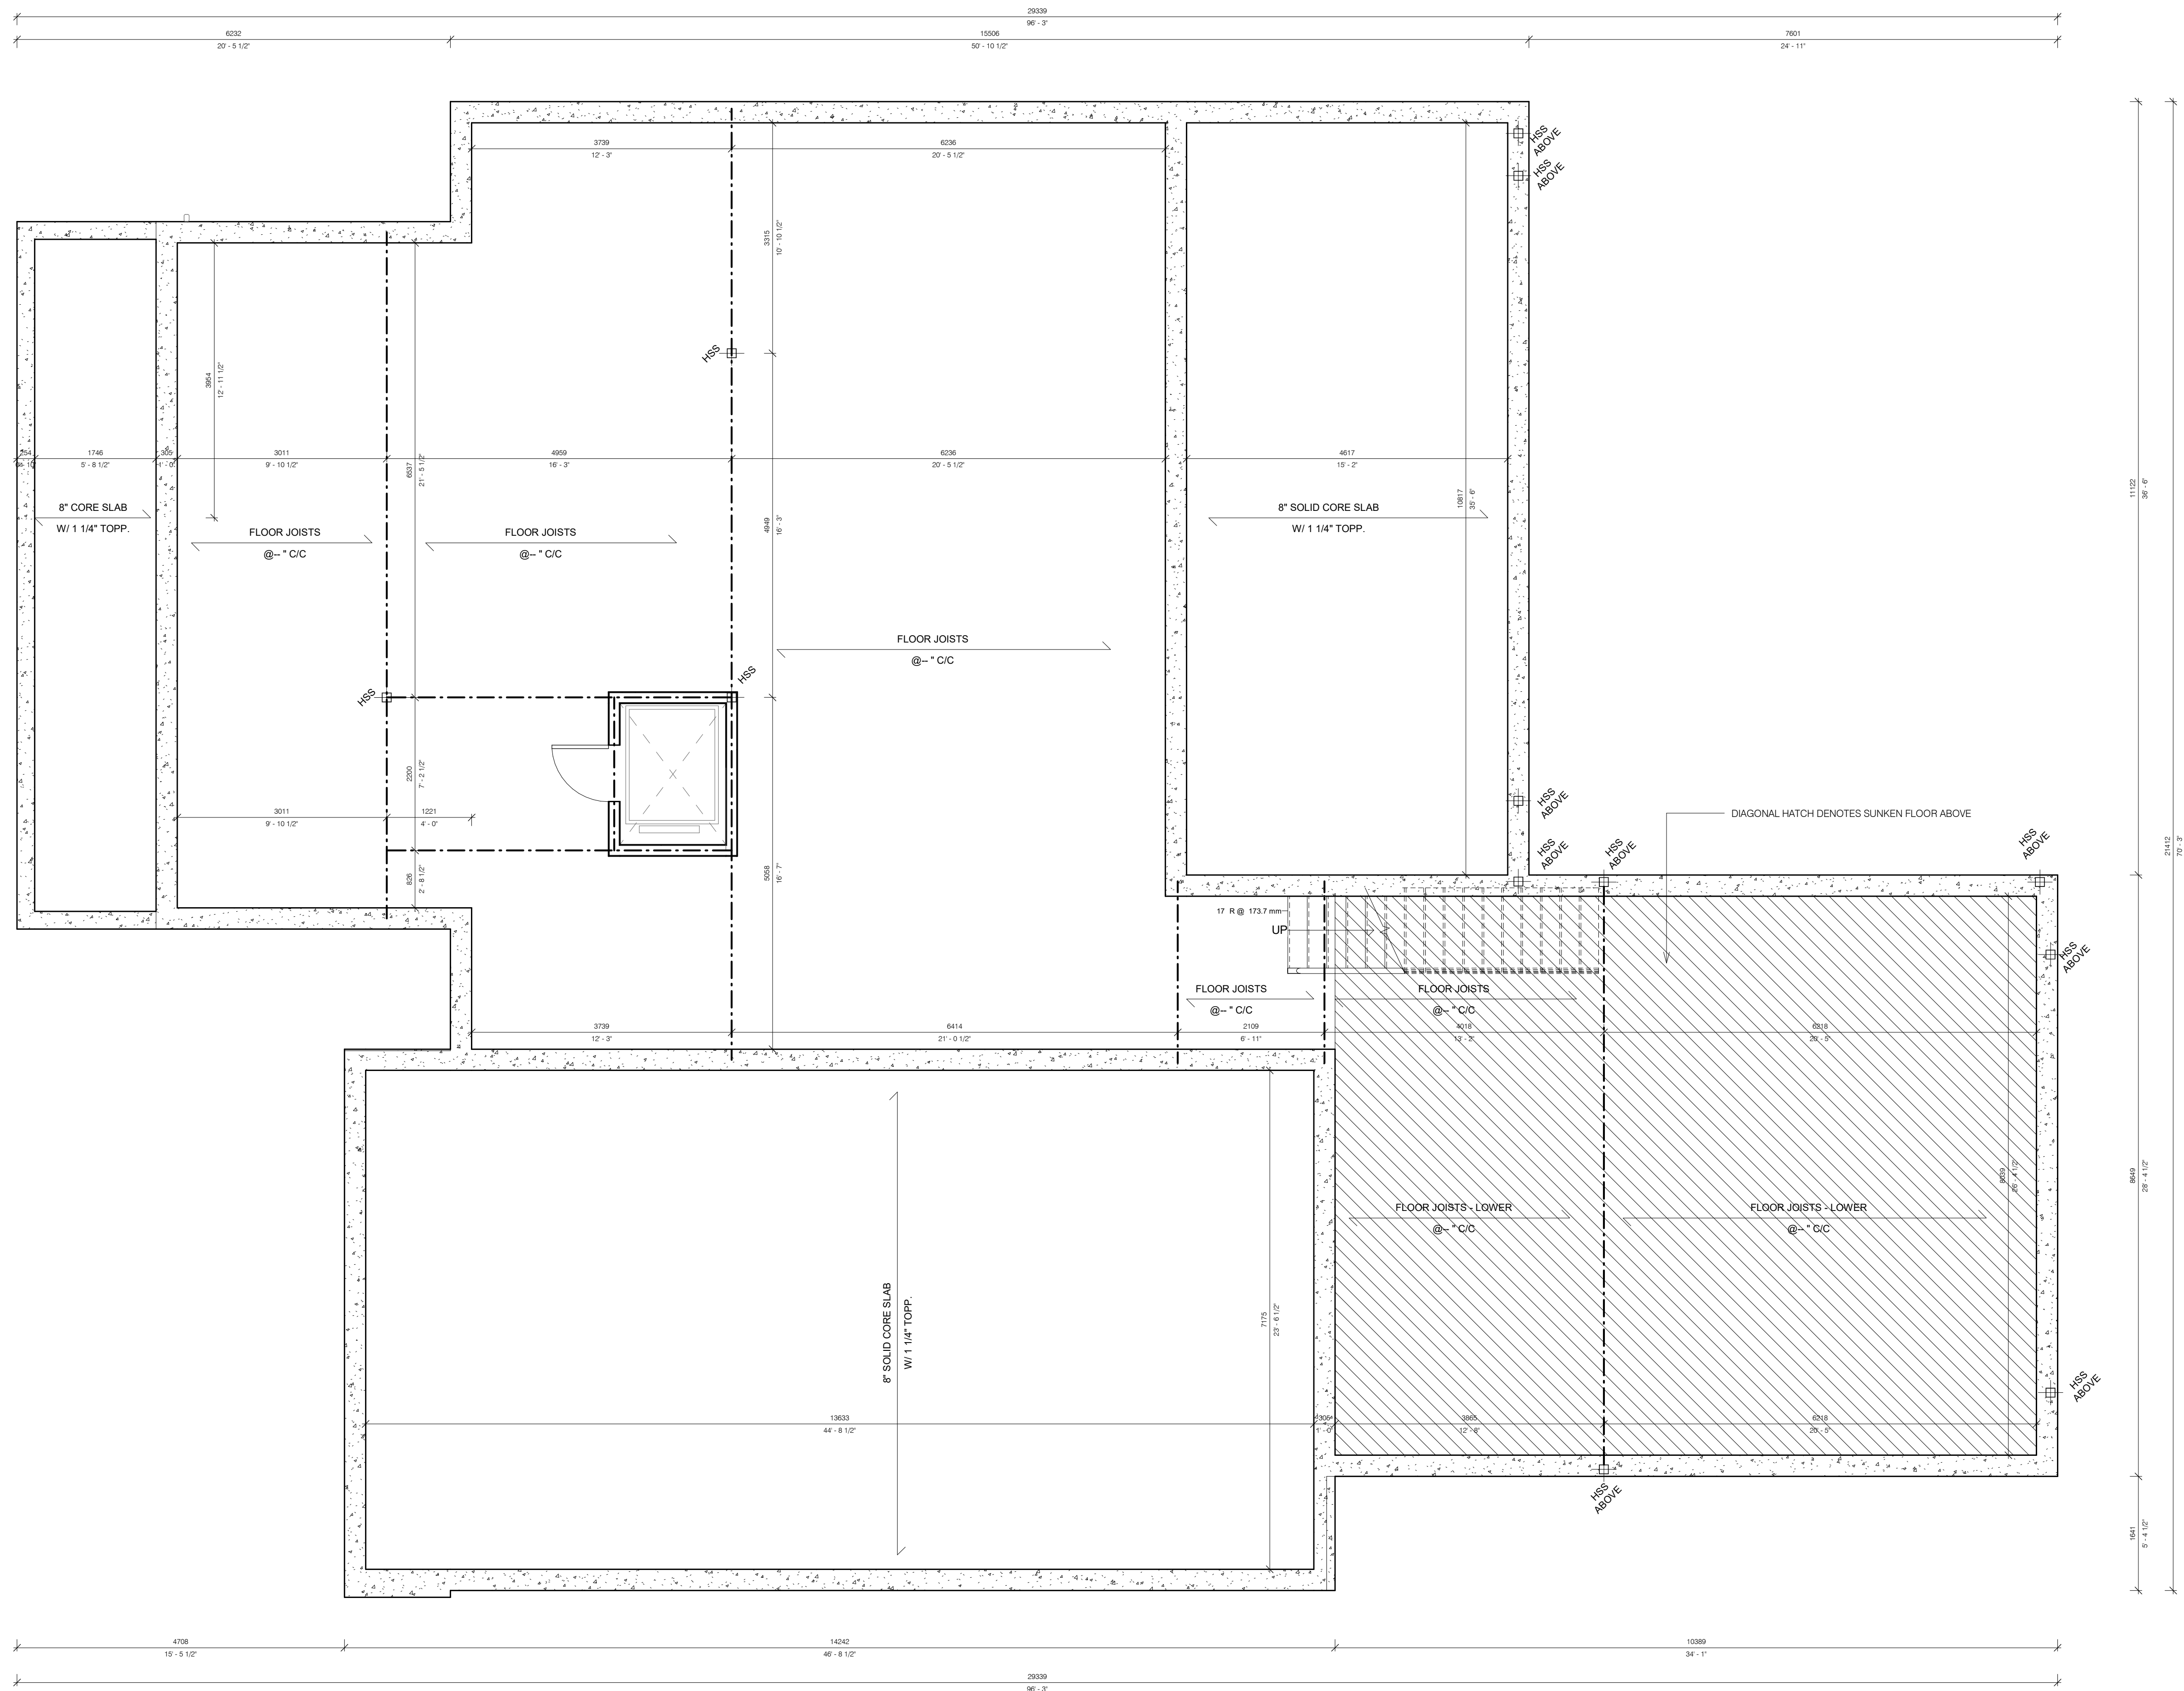 29339
96' - 3"
6232
20' - 5 1/2"
15506
50' - 10 1/2"
7601
24' - 11"
HSS
ABOVE
HSS
ABOVE
3739
12' - 3"
6236
20' - 5 1/2"
3315
10' - 10 1/2"
HSS
3954
12' - 11 1/2"
254
1746
5' - 8 1/2"
305
1' - 0"
3011
9' - 10 1/2"
6537
21' - 5 1/2"
4959
16' - 3"
6236
20' - 5 1/2"
4617
15' - 2"
10817
35' - 6"
11122
36' - 6"
8" CORE SLAB
W/ 1 1/4" TOPP.
FLOOR JOISTS
@-- " C/C
FLOOR JOISTS
@-- " C/C
4949
16' - 3"
8" SOLID CORE SLAB
W/ 1 1/4" TOPP.
FLOOR JOISTS
@-- " C/C
HSS
HSS
2200
7' - 2 1/2"
3011
9' - 10 1/2"
1221
4' - 0"
826
2' - 8 1/2"
5058
16' - 7"
HSS
ABOVE
HSS
ABOVE
HSS
ABOVE
DIAGONAL HATCH DENOTES SUNKEN FLOOR ABOVE
HSS
ABOVE
21412
70' - 3"
17 R @ 173.7 mm
UP
HSS
ABOVE
FLOOR JOISTS
@-- " C/C
FLOOR JOISTS
@-- " C/C
3739
12' - 3"
6414
21' - 0 1/2"
2109
6' - 11"
4018
13' - 2"
6218
20' - 5"
8649
28' - 4 1/2"
26' - 4 1/2"
FLOOR JOISTS - LOWER
@-- " C/C
FLOOR JOISTS - LOWER
@-- " C/C
8" SOLID CORE SLAB
W/ 1 1/4" TOPP.
7175
23' - 6 1/2"
HSS
ABOVE
13633
44' - 8 1/2"
305
1' - 0"
3865
12' - 8"
6218
20' - 5"
HSS
ABOVE
1641
5' - 4 1/2"
4708
15' - 5 1/2"
14242
46' - 8 1/2"
10389
34' - 1"
29339
96' - 3"